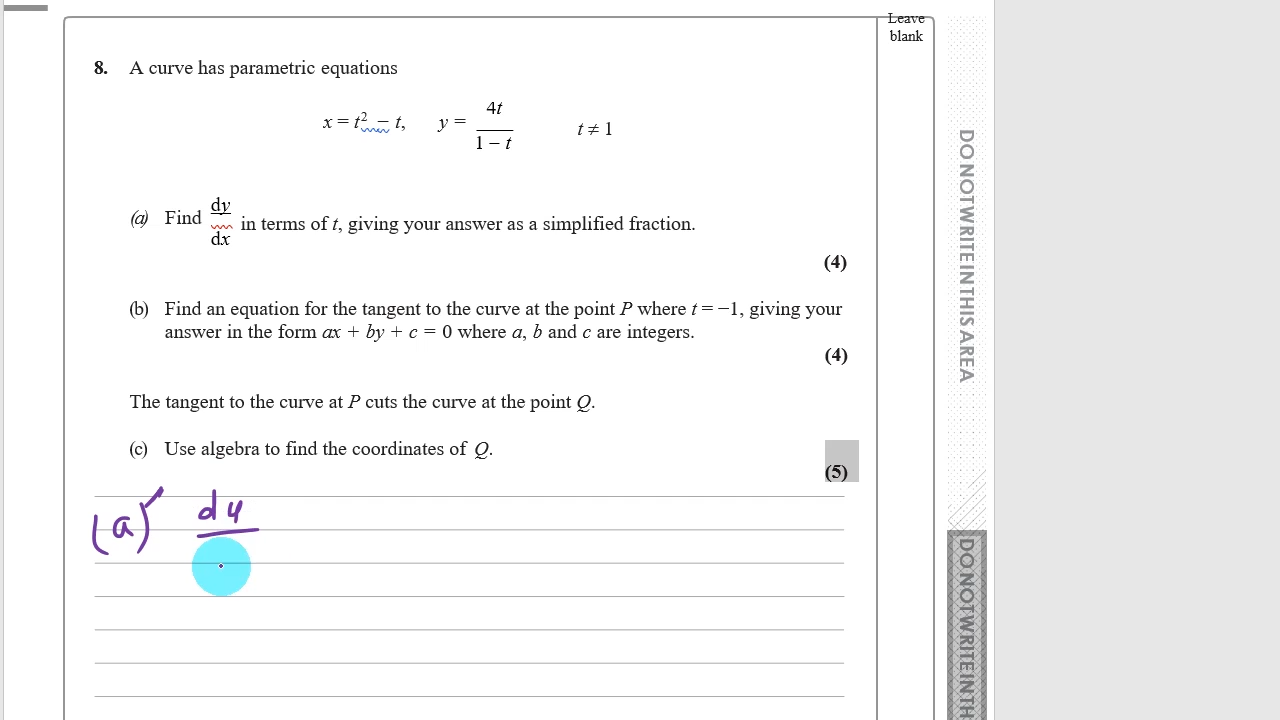 Leave
blank
8. A curve has parametric equations
x = t² − t, y = 4t / 1 − t t ≠ 1
(a) Find dy/dx in terms of t, giving your answer as a simplified fraction.
(4)
(b) Find an equation for the tangent to the curve at the point P where t = −1, giving your
answer in the form ax + by + c = 0 where a, b and c are integers.
(4)
The tangent to the curve at P cuts the curve at the point Q.
(c) Use algebra to find the coordinates of Q.
(5)
(a) dy
DO NOT WRITE IN THIS AREA
DO NOT WRITE IN TH